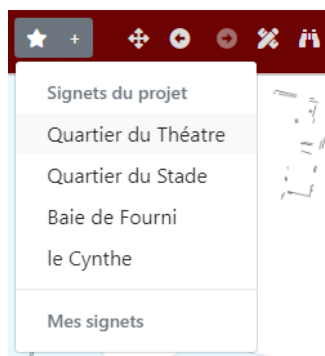 Signets du projet
Quartier du Théatre
Quartier du Stade
Baie de Fourni
le Cynthe
Mes signets